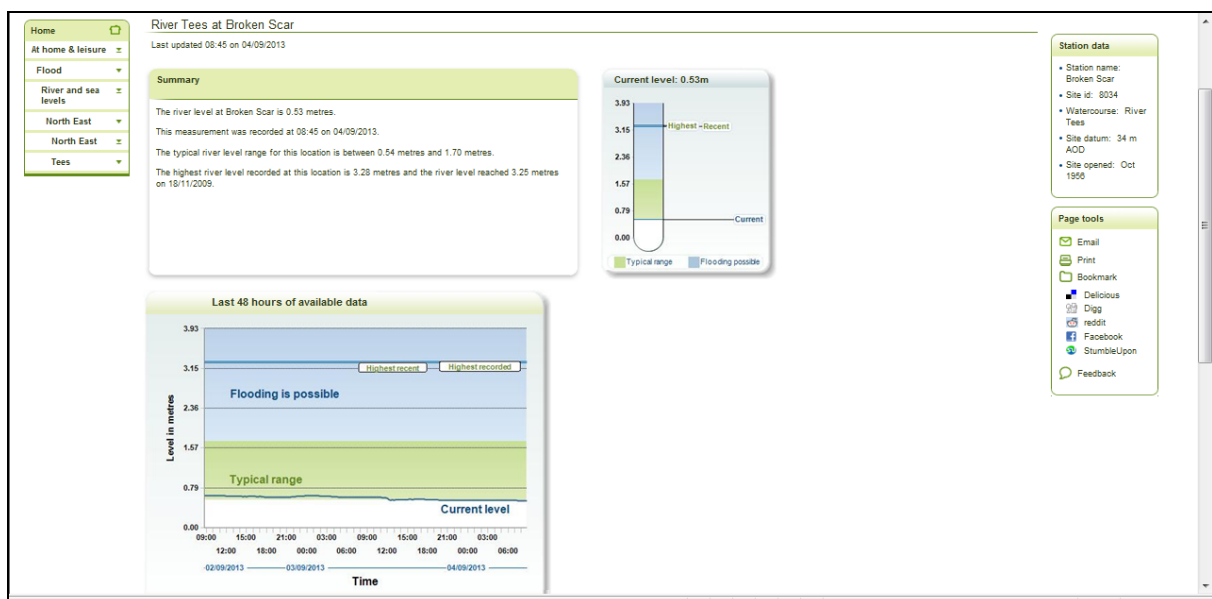 Home
At home & leisure
Flood
River and sea
levels
North East
North East
Tees
River Tees at Broken Scar
Last updated 08:45 on 04/09/2013
Summary
The river level at Broken Scar is 0.53 metres.
This measurement was recorded at 08:45 on 04/09/2013.
The typical river level range for this location is between 0.54 metres and 1.70 metres.
The highest river level recorded at this location is 3.28 metres and the river level reached 3.25 metres
on 18/11/2009.
Current level: 0.53m
3.93
3.15
Highest - Recent
2.36
1.57
0.79
Current
0.00
Typical range Flooding possible
Last 48 hours of available data
Level in metres
3.93
3.15
Highest recent Highest recorded
Flooding is possible
2.36
1.57
Typical range
0.79
Current level
0.00
09:00 15:00 21:00 03:00 09:00 15:00 21:00 03:00
12:00 18:00 00:00 06:00 12:00 18:00 00:00 06:00
02/09/2013 03/09/2013 04/09/2013
Time
Station data
Station name:
Broken Scar
Site id: 8034
Watercourse: River
Tees
Site datum: 34 m
AOD
Site opened: Oct
1956
Page tools
Email
Print
Bookmark
Delicious
Digg
reddit
Facebook
StumbleUpon
Feedback